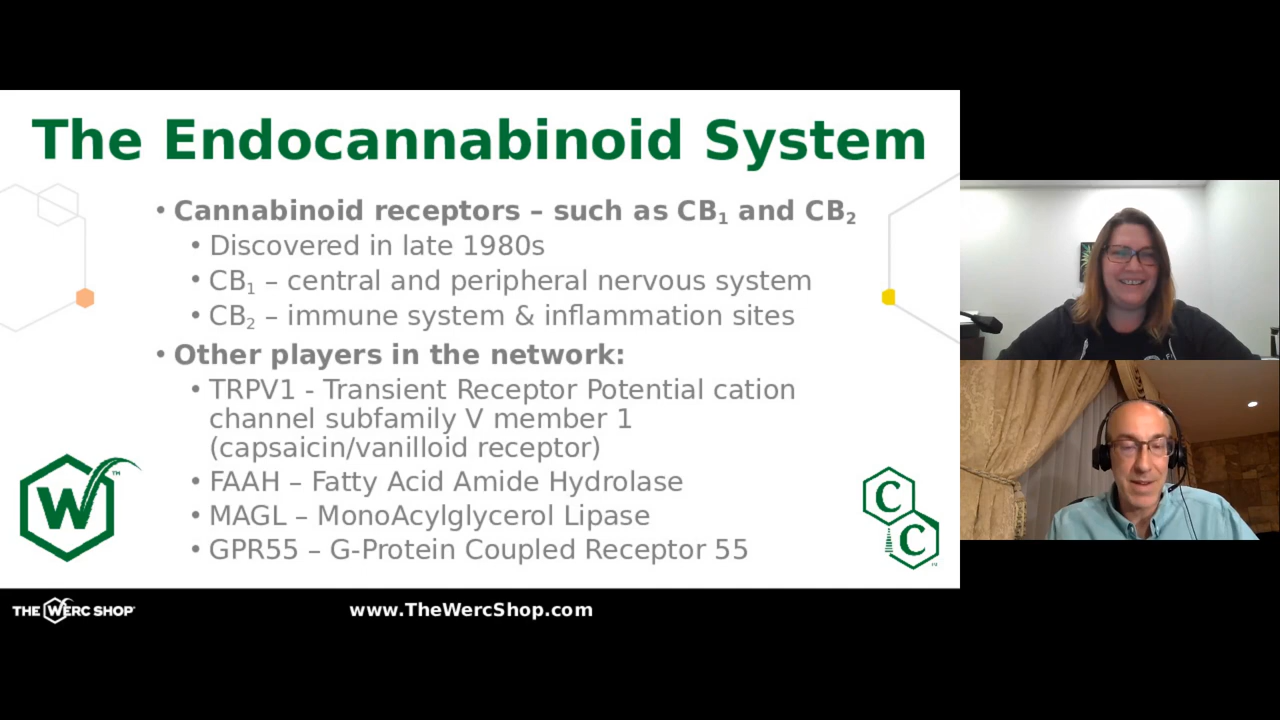 The Endocannabinoid System
• Cannabinoid receptors – such as CB₁ and CB₂
• Discovered in late 1980s
• CB₁ – central and peripheral nervous system
• CB₂ – immune system & inflammation sites
• Other players in the network:
• TRPV1 - Transient Receptor Potential cation
channel subfamily V member 1
(capsaicin/vanilloid receptor)
• FAAH – Fatty Acid Amide Hydrolase
• MAGL – MonoAcylglycerol Lipase
• GPR55 – G-Protein Coupled Receptor 55
W ™
C
C
THE WERC SHOP
www.TheWercShop.com